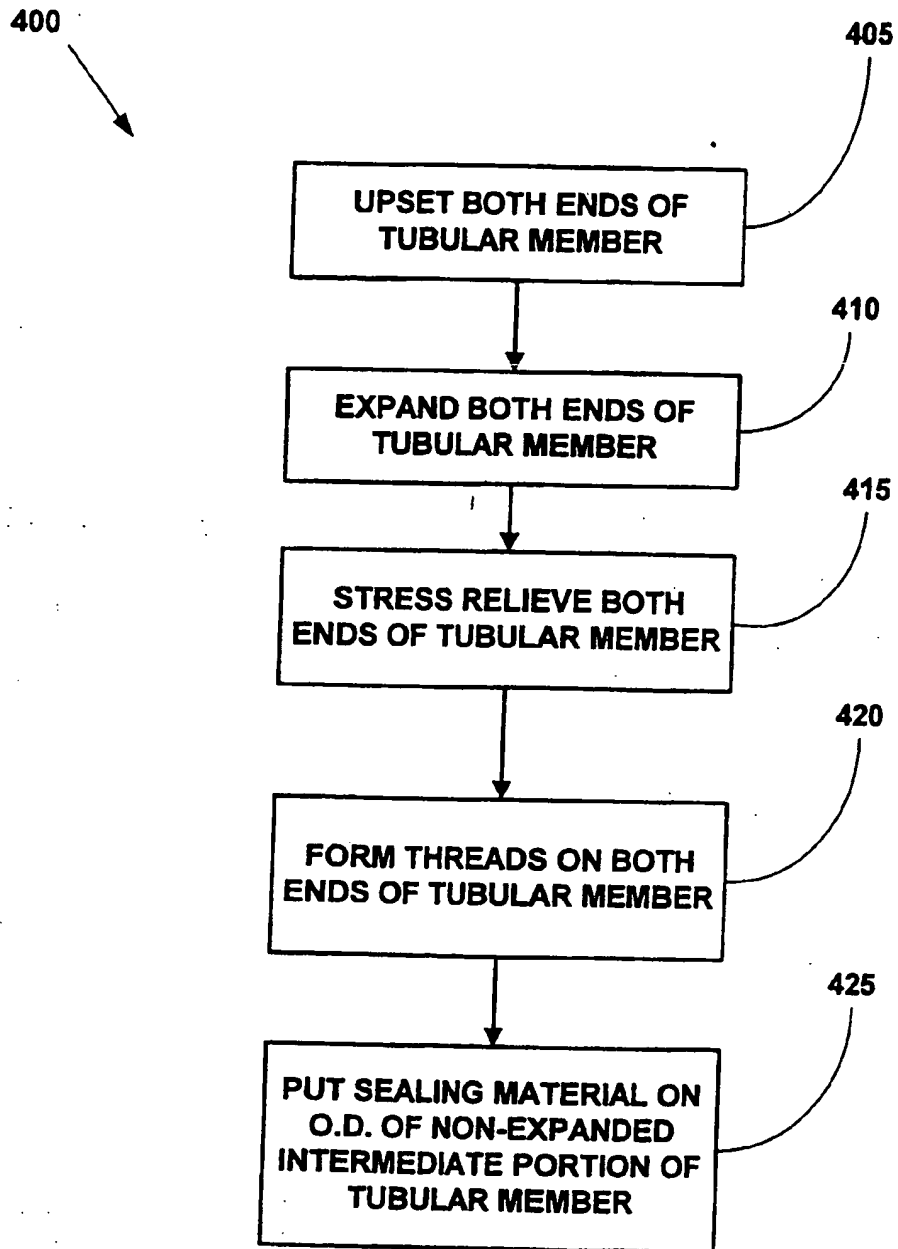 400
405
UPSET BOTH ENDS OF
TUBULAR MEMBER
410
EXPAND BOTH ENDS OF
TUBULAR MEMBER
415
STRESS RELIEVE BOTH
ENDS OF TUBULAR MEMBER
420
FORM THREADS ON BOTH
ENDS OF TUBULAR MEMBER
425
PUT SEALING MATERIAL ON
O.D. OF NON-EXPANDED
INTERMEDIATE PORTION OF
TUBULAR MEMBER